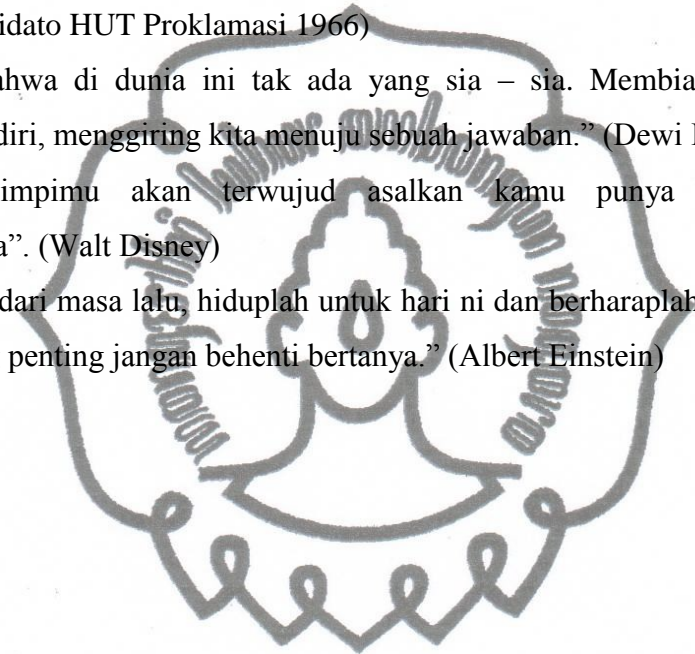 idato HUT Proklamasi 1966)
ahwa di dunia ini tak ada yang sia – sia. Membia
diri, menggiring kita menuju sebuah jawaban.” (Dewi
impimu akan terwujud asalkan kamu punya
a”. (Walt Disney)
dari masa lalu, hiduplah untuk hari ni dan berharaplah
penting jangan behenti bertanya.” (Albert Einstein)